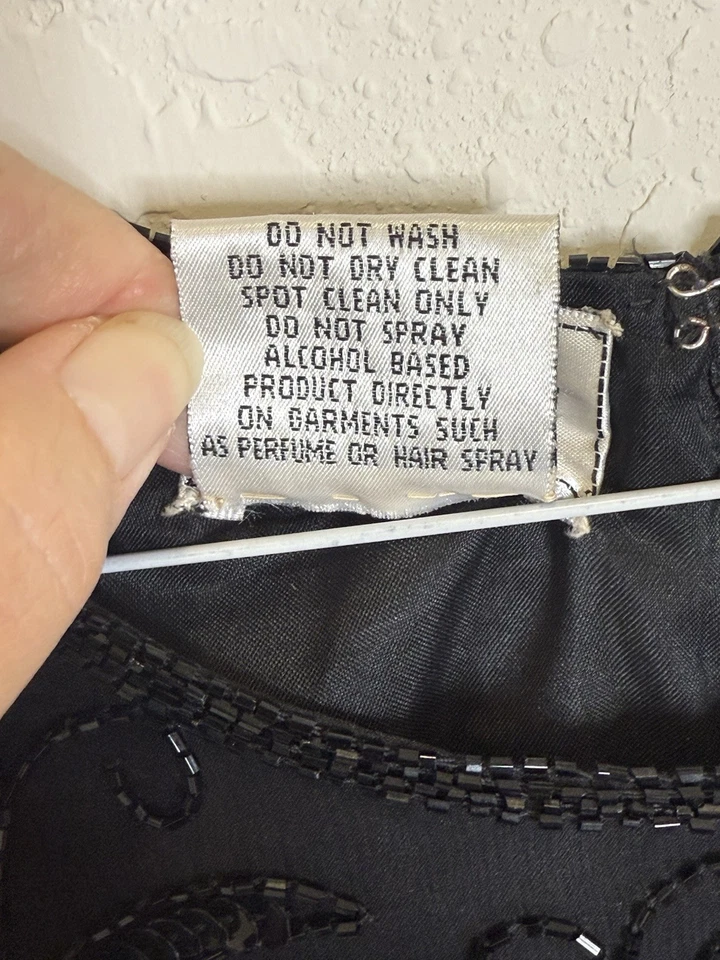 DO NOT WASH
DO NOT DRY CLEAN
SPOT CLEAN ONLY
DO NOT SPRAY
ALCOHOL BASED
PRODUCT DIRECTLY
ON GARMENTS SUCH
AS PERFUME OR HAIR SPRAY